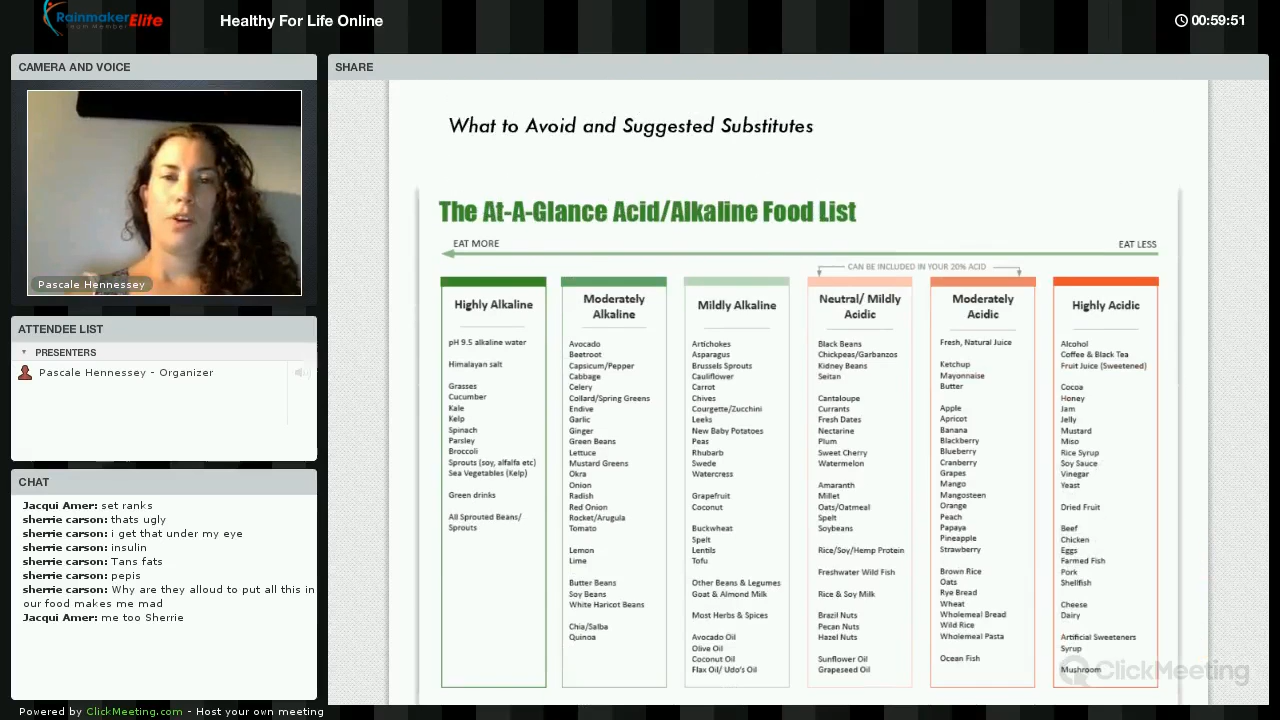 RainmakerElite
Team Member
Healthy For Life Online
00:59:51
CAMERA AND VOICE
Pascale Hennessey
ATTENDEE LIST
PRESENTERS
Pascale Hennessey - Organizer
CHAT
Jacqui Amer: set ranks
sherrie carson: thats ugly
sherrie carson: i get that under my eye
sherrie carson: insulin
sherrie carson: Tans fats
sherrie carson: pepis
sherrie carson: Why are they alloud to put all this in
our food makes me mad
Jacqui Amer: me too Sherrie
Powered by ClickMeeting.com - Host your own meeting
SHARE
What to Avoid and Suggested Substitutes
The At-A-Glance Acid/Alkaline Food List
EAT MORE
EAT LESS
CAN BE INCLUDED IN YOUR 20% ACID
Highly Alkaline
pH 9.5 alkaline water
Himalayan salt
Grasses
Cucumber
Kale
Kelp
Spinach
Parsley
Broccoli
Sprouts (soy, alfalfa etc)
Sea Vegetables (Kelp)
Green drinks
All Sprouted Beans/
Sprouts
Moderately
Alkaline
Avocado
Beetroot
Capsicum/Pepper
Cabbage
Celery
Collard/Spring Greens
Endive
Garlic
Ginger
Green Beans
Lettuce
Mustard Greens
Okra
Onion
Radish
Red Onion
Rocket/Arugula
Tomato
Lemon
Lime
Butter Beans
Soy Beans
White Haricot Beans
Chia/Salba
Quinoa
Mildly Alkaline
Artichokes
Asparagus
Brussels Sprouts
Cauliflower
Carrot
Chives
Courgette/Zucchini
Leeks
New Baby Potatoes
Peas
Rhubarb
Swede
Watercress
Grapefruit
Coconut
Buckwheat
Spelt
Lentils
Tofu
Other Beans & Legumes
Goat & Almond Milk
Most Herbs & Spices
Avocado Oil
Olive Oil
Coconut Oil
Flax Oil/ Udo's Oil
Neutral/ Mildly
Acidic
Black Beans
Chickpeas/Garbanzos
Kidney Beans
Seitan
Cantaloupe
Currants
Fresh Dates
Nectarine
Plum
Sweet Cherry
Watermelon
Amaranth
Millet
Oats/Oatmeal
Spelt
Soybeans
Rice/Soy/Hemp Protein
Freshwater Wild Fish
Rice & Soy Milk
Brazil Nuts
Pecan Nuts
Hazel Nuts
Sunflower Oil
Grapeseed Oil
Moderately
Acidic
Fresh, Natural Juice
Ketchup
Mayonnaise
Butter
Apple
Apricot
Banana
Blackberry
Blueberry
Cranberry
Grapes
Mango
Mangosteen
Orange
Peach
Papaya
Pineapple
Strawberry
Brown Rice
Oats
Rye Bread
Wheat
Wholemeal Bread
Wild Rice
Wholemeal Pasta
Ocean Fish
Highly Acidic
Alcohol
Coffee & Black Tea
Fruit Juice (Sweetened)
Cocoa
Honey
Jam
Jelly
Mustard
Miso
Rice Syrup
Soy Sauce
Vinegar
Yeast
Dried Fruit
Beef
Chicken
Eggs
Farmed Fish
Pork
Shellfish
Cheese
Dairy
Artificial Sweeteners
Syrup
Mushroom
ClickMeeting